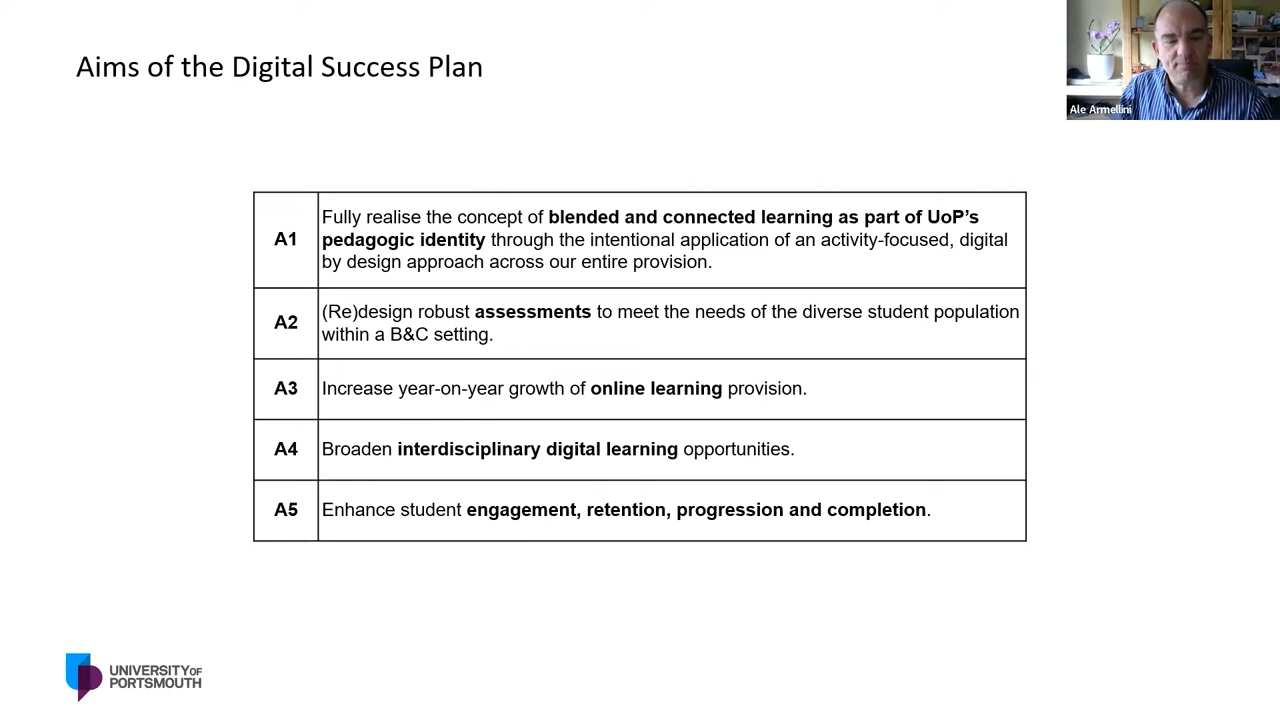 Aims of the Digital Success Plan
Ale Armellini
A1
Fully realise the concept of blended and connected learning as part of UoP’s
pedagogic identity through the intentional application of an activity-focused, digital
by design approach across our entire provision.
A2
(Re)design robust assessments to meet the needs of the diverse student population
within a B&C setting.
A3
Increase year-on-year growth of online learning provision.
A4
Broaden interdisciplinary digital learning opportunities.
A5
Enhance student engagement, retention, progression and completion.
UNIVERSITY OF
PORTSMOUTH